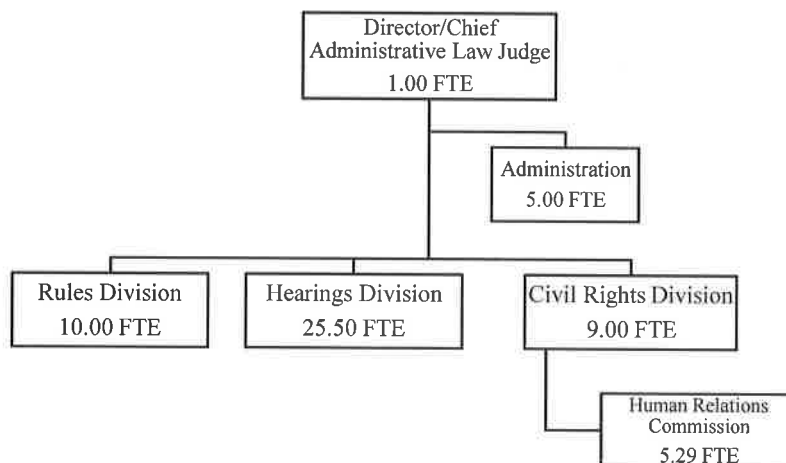 Director/Chief
Administrative Law Judge
1.00 FTE
Administration
5.00 FTE
Rules Division
10.00 FTE
Hearings Division
25.50 FTE
Civil Rights Division
9.00 FTE
Human Relations
Commission
5.29 FTE